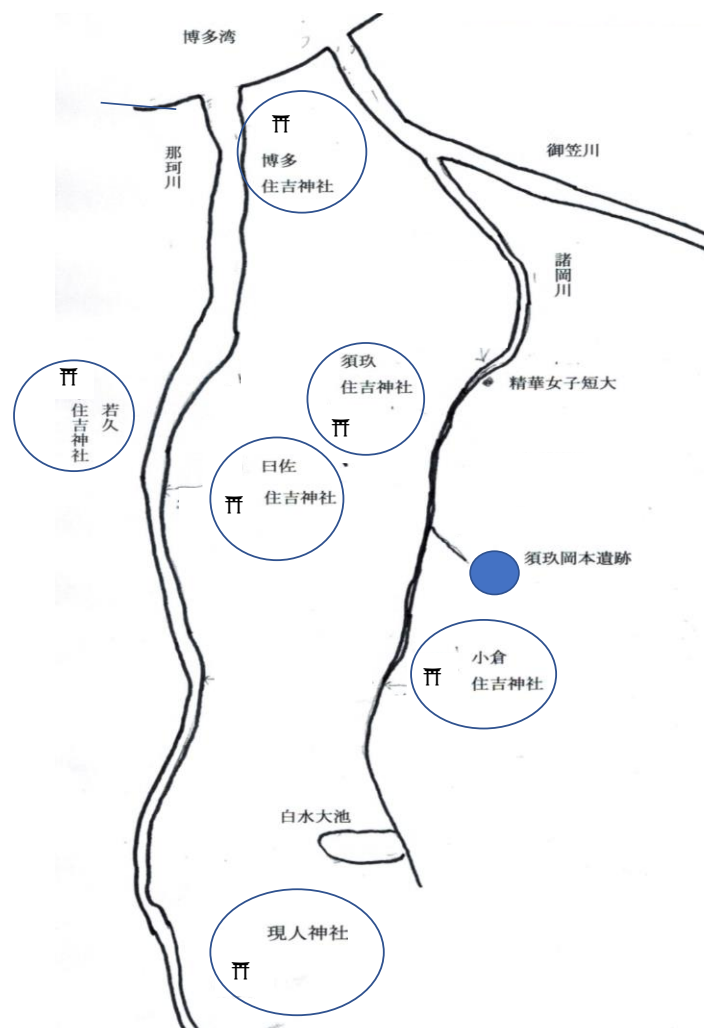 博多湾
博多
住吉神社
那珂川
御笠川
諸岡川
須玖
住吉神社
精華女子短大
若久
住吉神社
曰佐
住吉神社
須玖岡本遺跡
小倉
住吉神社
白水大池
現人神社